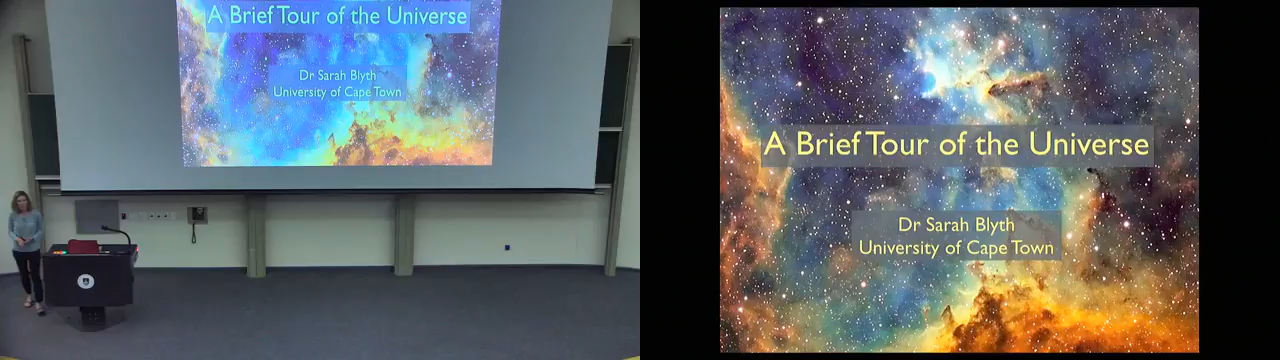 A Brief Tour of the Universe
Dr Sarah Blyth
University of Cape Town
A Brief Tour of the Universe
Dr Sarah Blyth
University of Cape Town